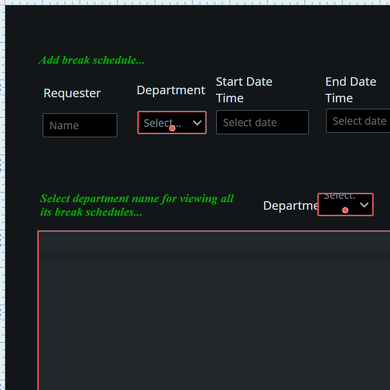 Add break schedule...
Requester
Department
Start Date
Time
End Date
Time
Name
Select...
Select date
Select date
Select department name for viewing all
its break schedules...
Departme
Select.